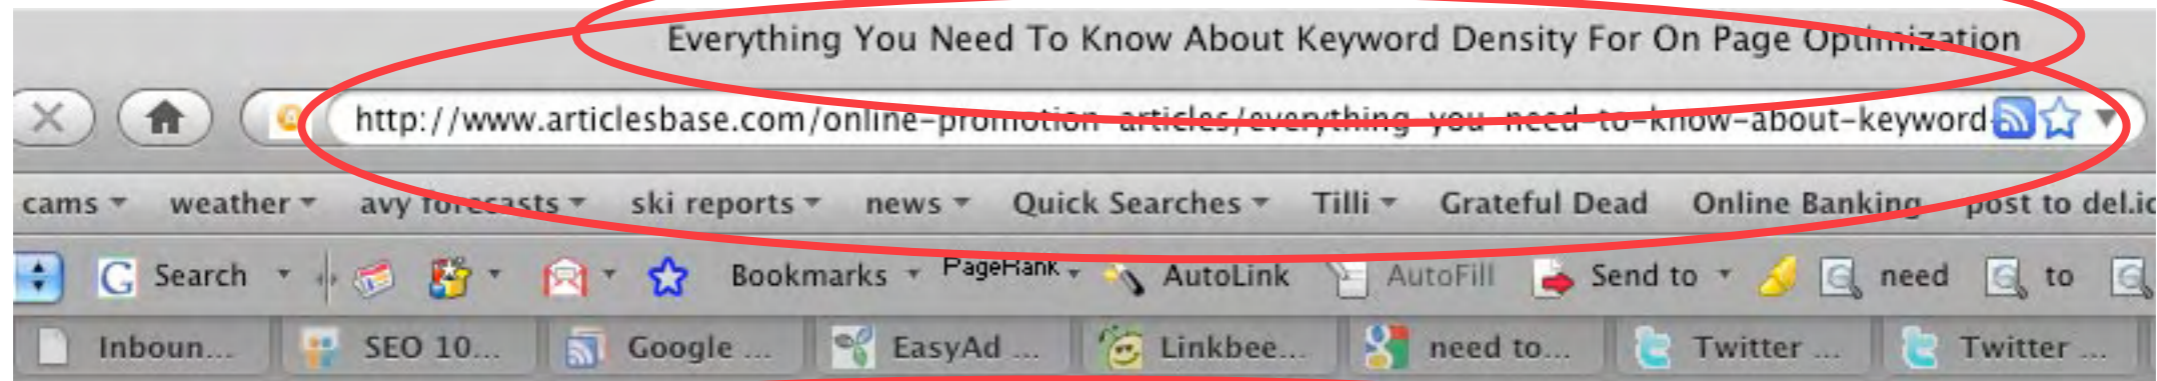 Everything You Need To Know About Keyword Density For On Page Optimization
http://www.articlesbase.com/online-promotion-articles/everything-you-need-to-know-about-keyword-
cams weather avy forecasts ski reports news Quick Searches Tilli Grateful Dead Online Banking post to del.ic
G Search Bookmarks PageRank AutoLink AutoFill Send to need to
Inboun... SEO 10... Google ... EasyAd ... Linkbee... need to... Twitter ... Twitter ...